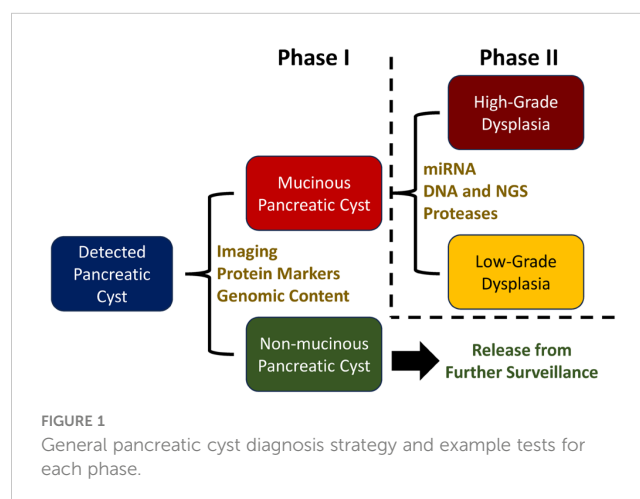 Phase I
Phase II
High-Grade
Dysplasia
miRNA
DNA and NGS
Proteases
Mucinous
Pancreatic Cyst
Detected
Pancreatic
Cyst
Imaging
Protein Markers
Genomic Content
Low-Grade
Dysplasia
Non-mucinous
Pancreatic Cyst
Release from
Further Surveillance
FIGURE 1
General pancreatic cyst diagnosis strategy and example tests for
each phase.